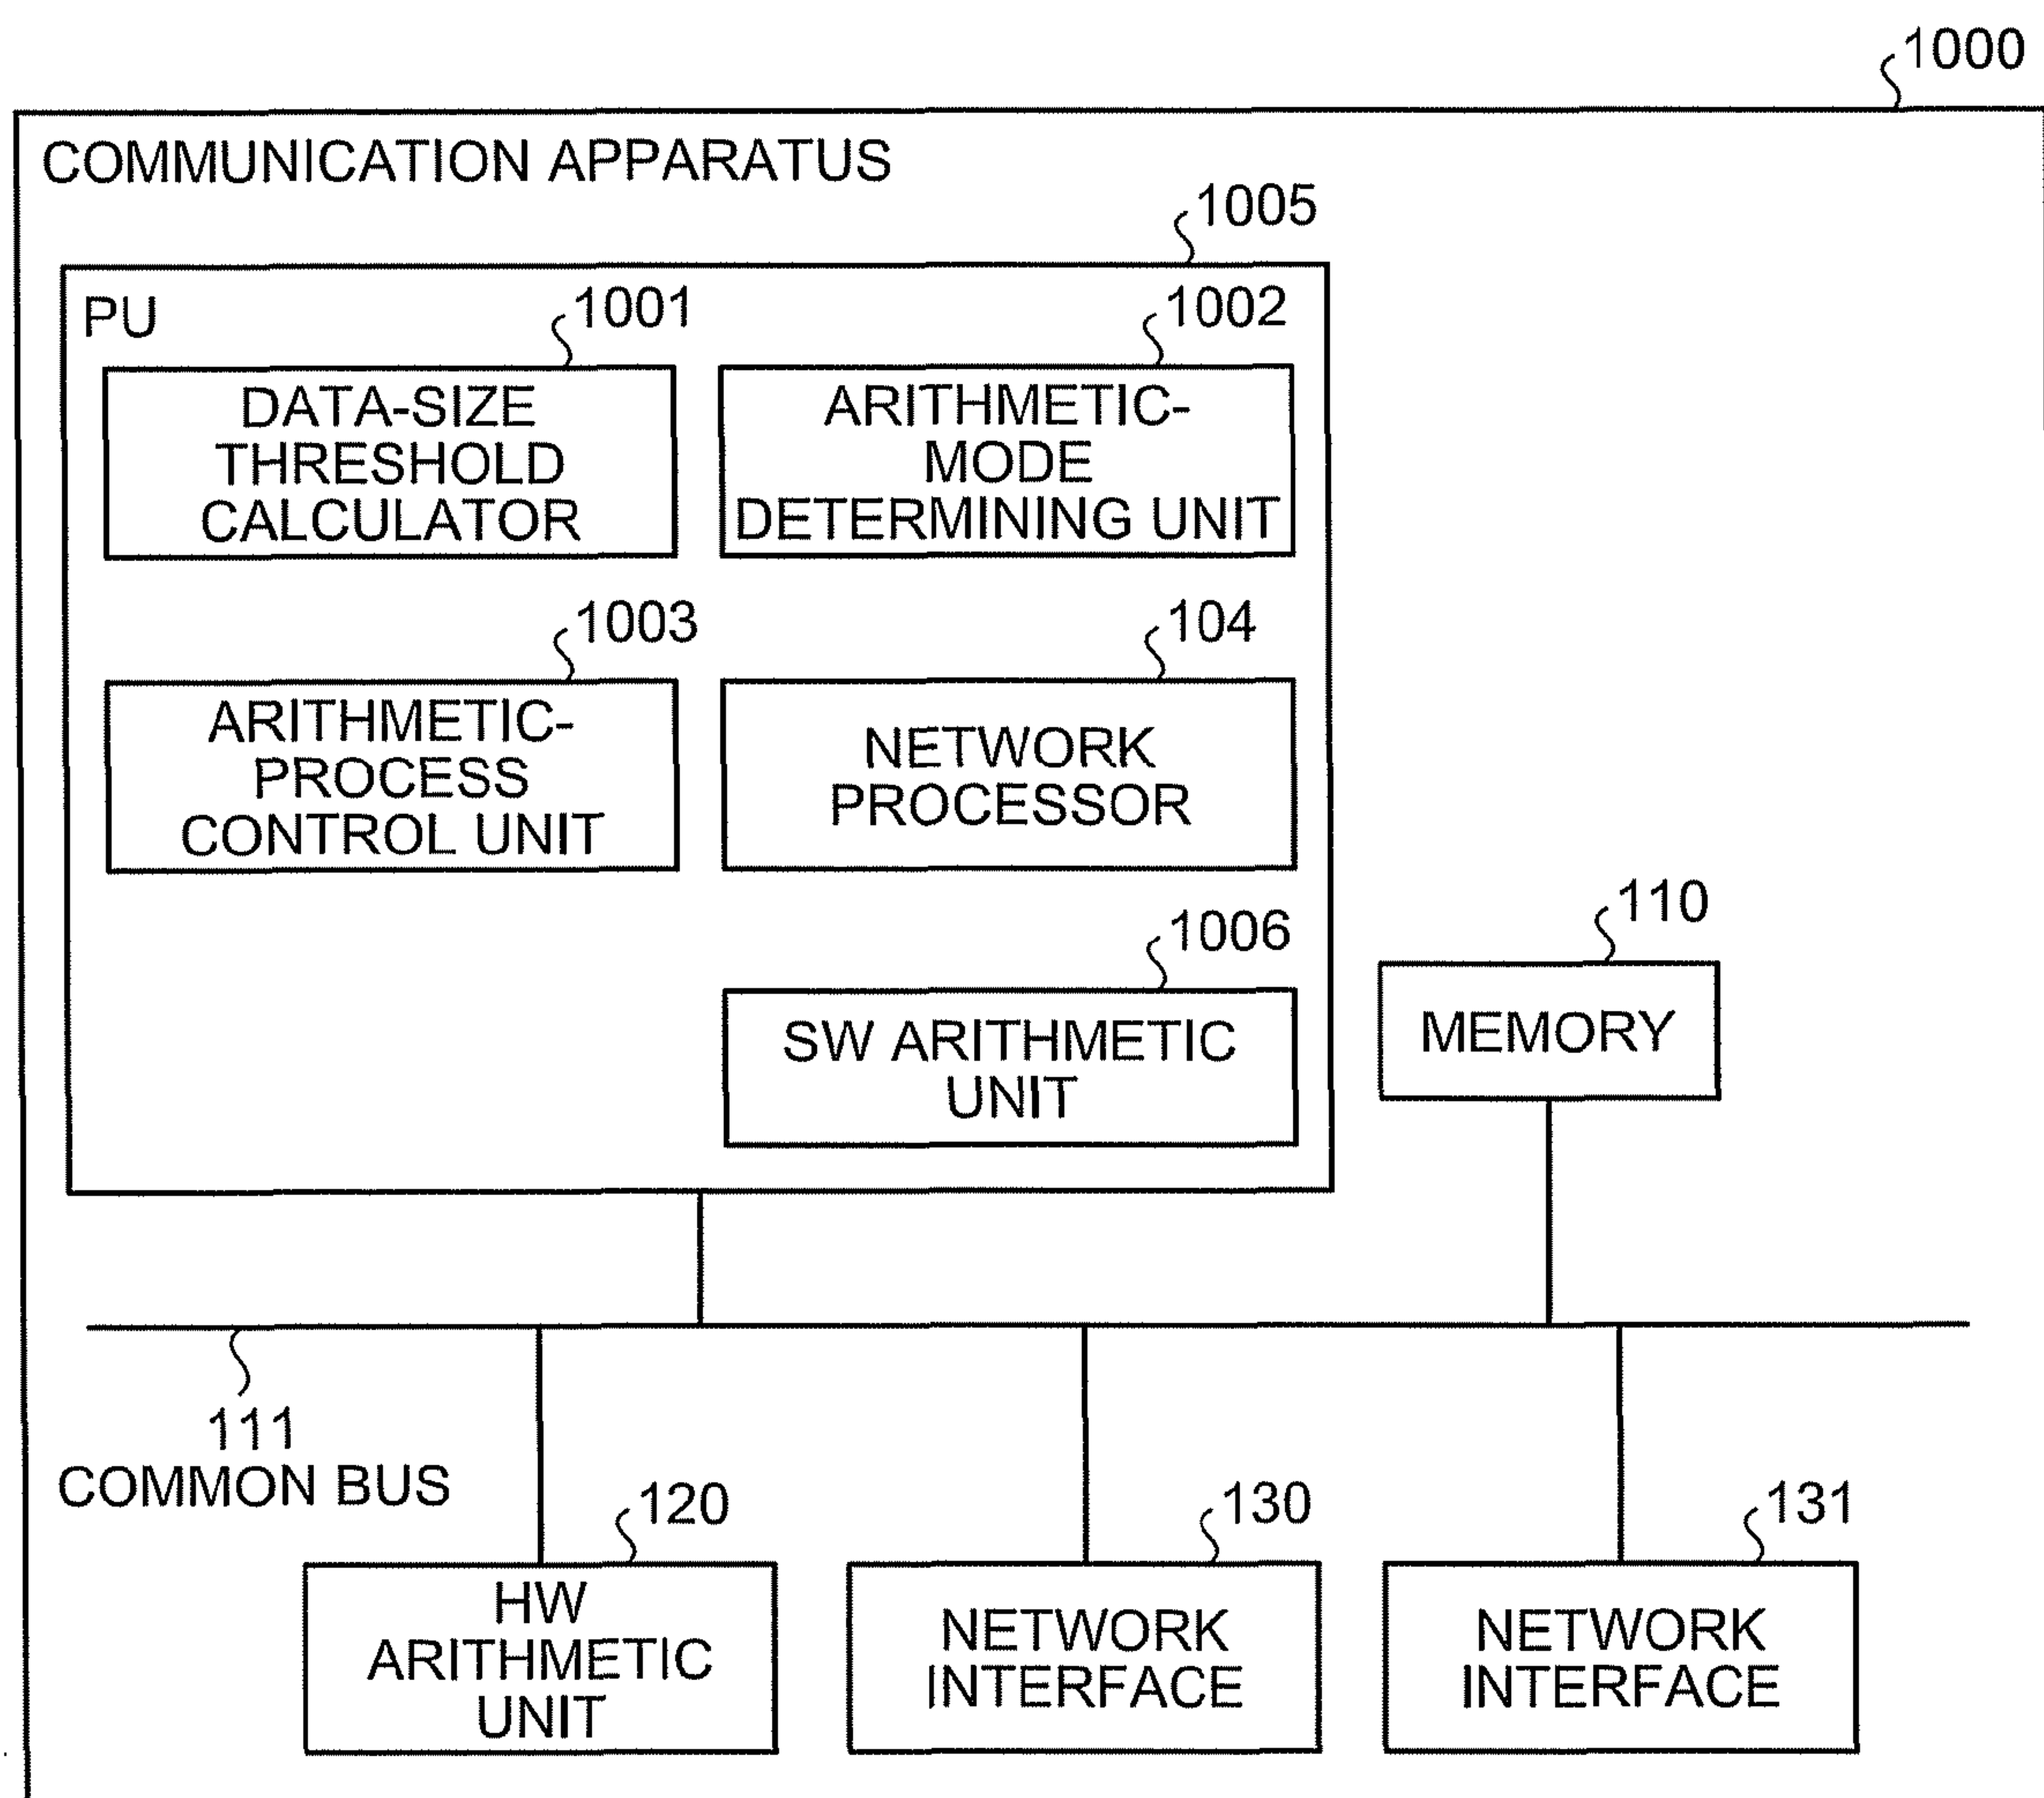 1000
COMMUNICATION APPARATUS
1005
PU
1001
DATA-SIZE
THRESHOLD
CALCULATOR
1002
ARITHMETIC-
MODE
DETERMINING UNIT
1003
ARITHMETIC-
PROCESS
CONTROL UNIT
104
NETWORK
PROCESSOR
1006
SW ARITHMETIC
UNIT
110
MEMORY
111
COMMON BUS
120
HW
ARITHMETIC
UNIT
130
NETWORK
INTERFACE
131
NETWORK
INTERFACE